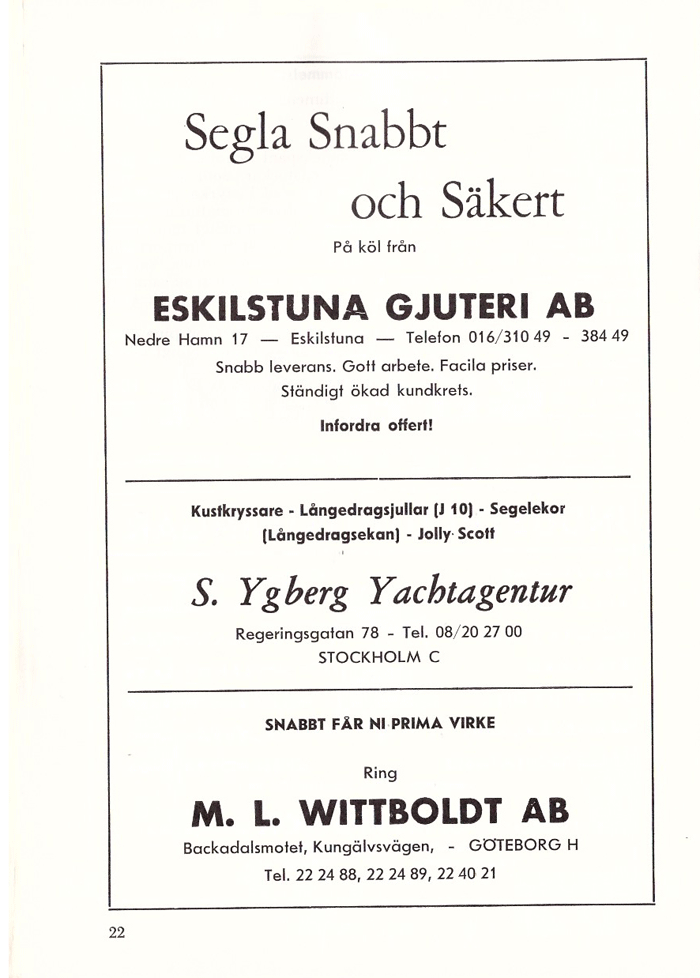 Segla Snabbt
och Säkert
På köl från
ESKILSTUNA GJUTERI AB
Nedre Hamn 17 — Eskilstuna — Telefon 016/310 49 - 384 49
Snabb leverans. Gott arbete. Facila priser.
Ständigt ökad kundkrets.
Infordra offert!
Kustkryssare - Långedragsjullar (J 10) - Segelekor
(Långedragsekan) - Jolly Scott
S. Ygberg Yachtagentur
Regeringsgatan 78 - Tel. 08/20 27 00
STOCKHOLM C
SNABBT FÅR NI PRIMA VIRKE
Ring
M. L. WITTBOLDT AB
Backadalsmotet, Kungälvsvägen, - GÖTEBORG H
Tel. 22 24 88, 22 24 89, 22 40 21
22